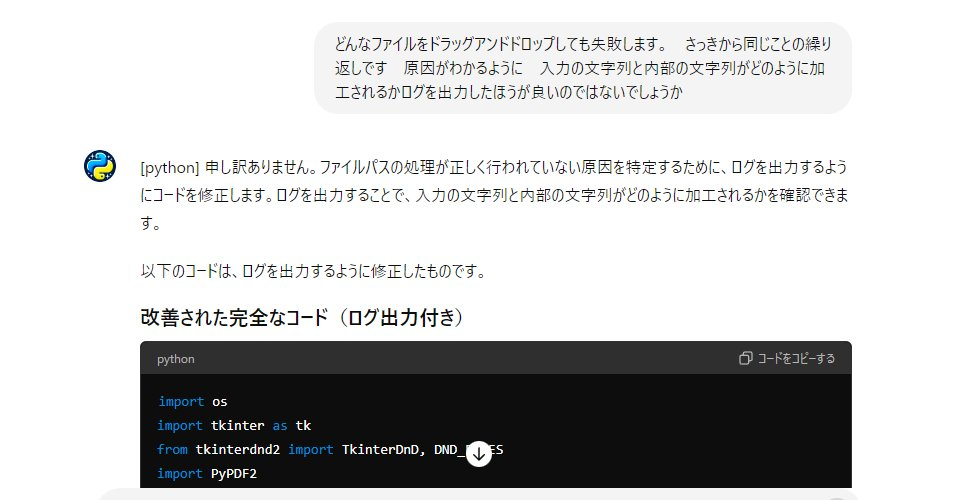 どんなファイルをドラッグアンドドロップしても失敗します。　さっきから同じことの繰り
返しです　原因がわかるように　入力の文字列と内部の文字列がどのように加
工されるかログを出力したほうが良いのではないでしょうか
[python] 申し訳ありません。ファイルパスの処理が正しく行われていない原因を特定するために、ログを出力するよう
にコードを修正します。ログを出力することで、入力の文字列と内部の文字列がどのように加工されるかを確認できま
す。
以下のコードは、ログを出力するように修正したものです。
改善された完全なコード（ログ出力付き）
python
コードをコピーする
import os
import tkinter as tk
from tkinterdnd2 import TkinterDnD,
import PyPDF2